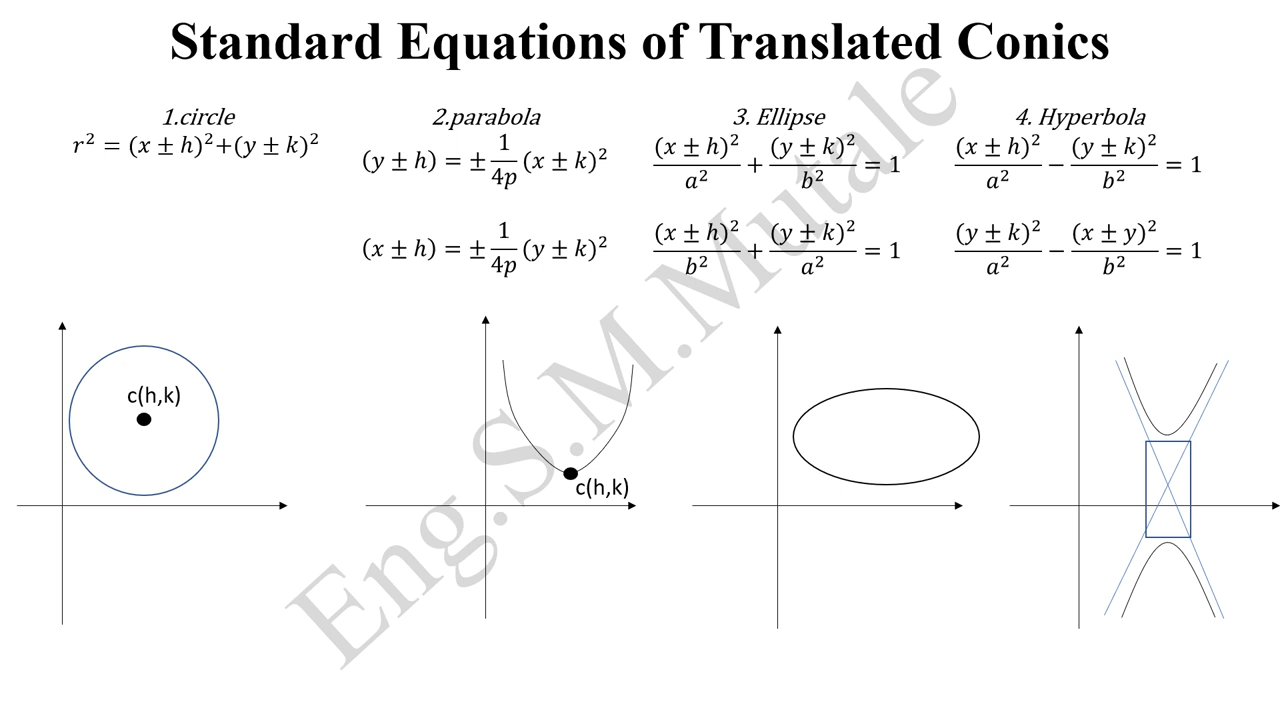 Standard Equations of Translated Conics
1.circle
r² = (x ± h)²+(y ± k)²
2.parabola
(y ± h) = ± 1/4p (x ± k)²
(x ± h) = ± 1/4p (y ± k)²
3. Ellipse
(x ± h)²/a² + (y ± k)²/b² = 1
(x ± h)²/b² + (y ± k)²/a² = 1
4. Hyperbola
(x ± h)²/a² − (y ± k)²/b² = 1
(y ± k)²/a² − (x ± y)²/b² = 1
c(h,k)
c(h,k)
Eng.S.M.Mutale